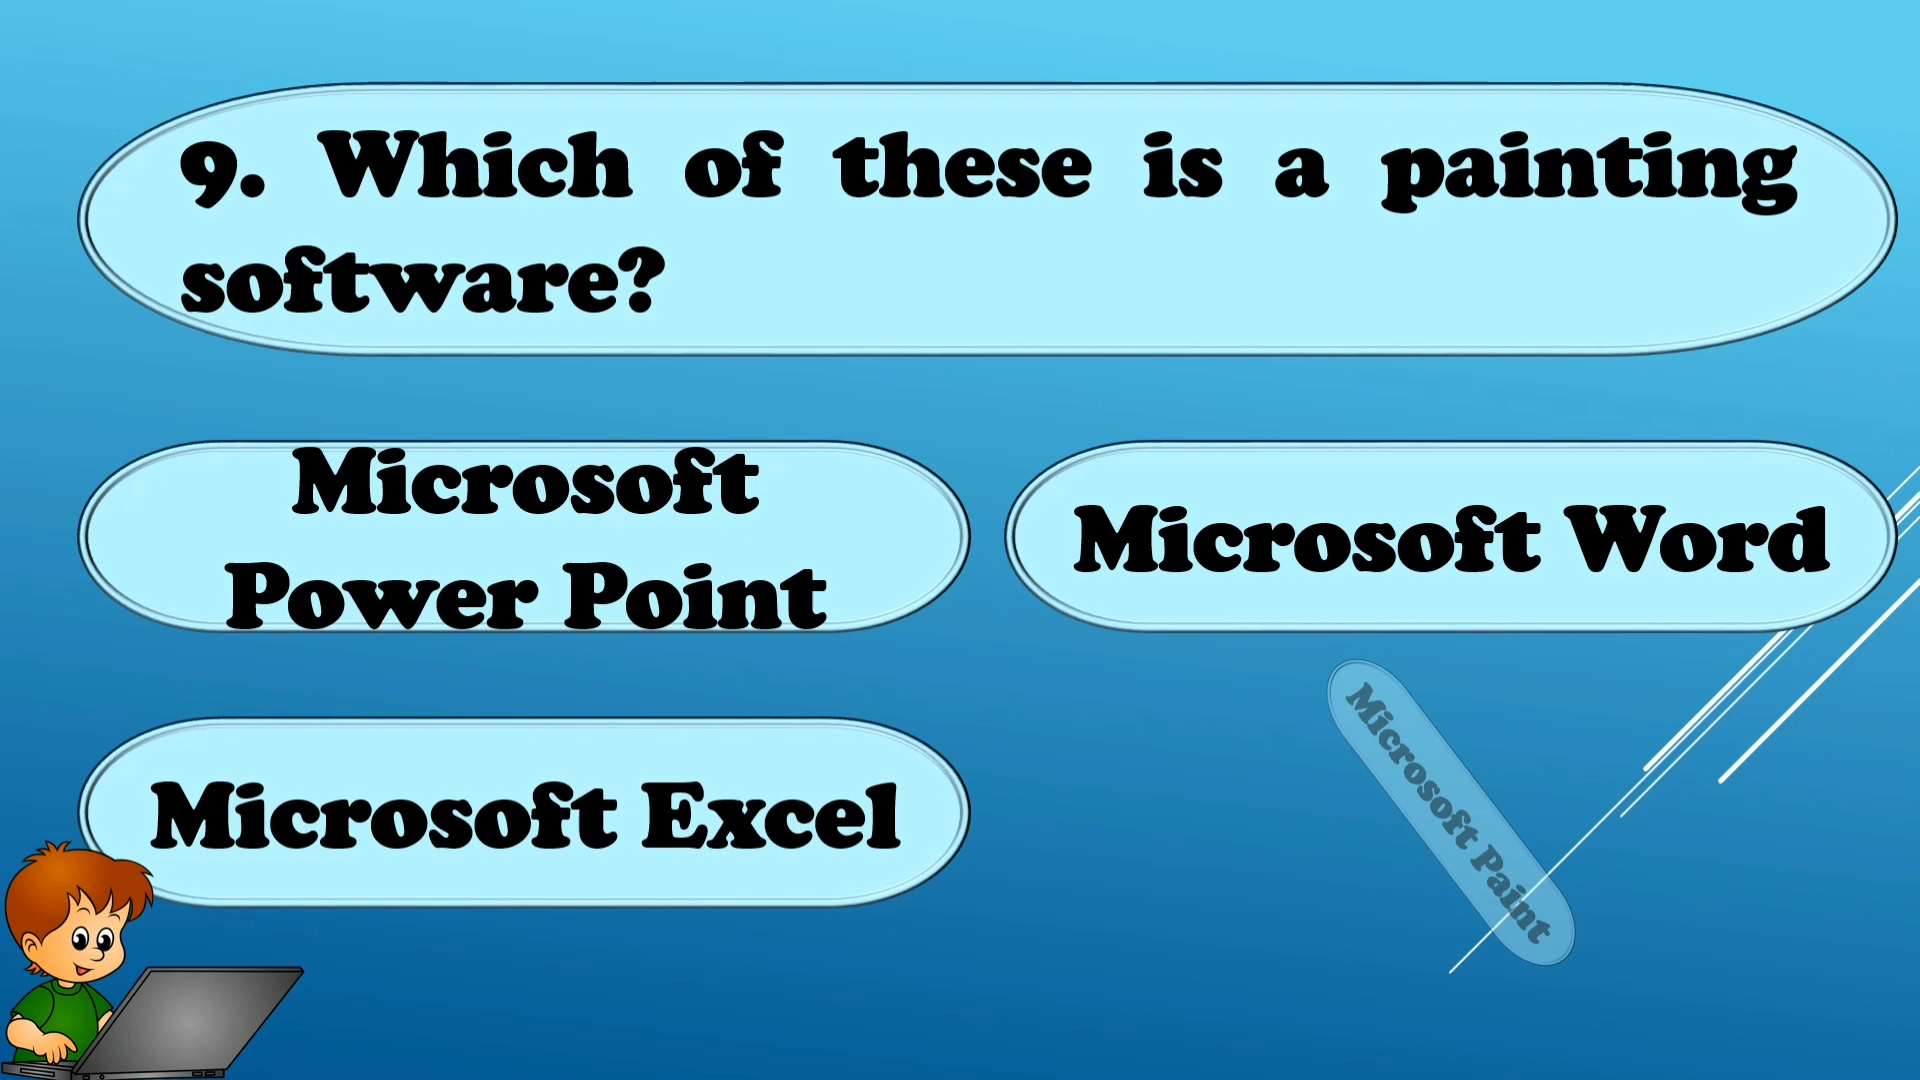 9. Which of these is a painting
software?
Microsoft
Power Point
Microsoft Word
Microsoft Excel
Microsoft Paint